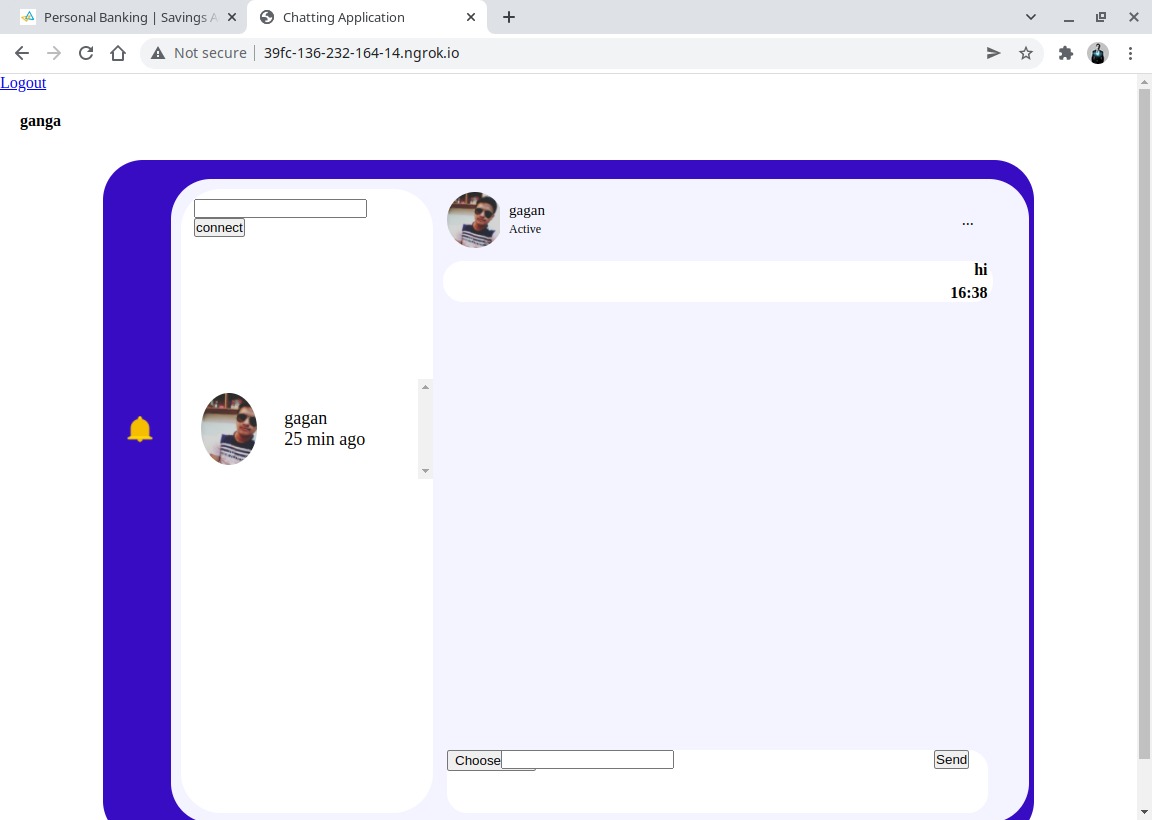 Personal Banking | Savings A
Chatting Application
Not secure
39fc-136-232-164-14.ngrok.io
Logout
ganga
connect
gagan
25 min ago
gagan
Active
...
hi
16:38
Choose
Send